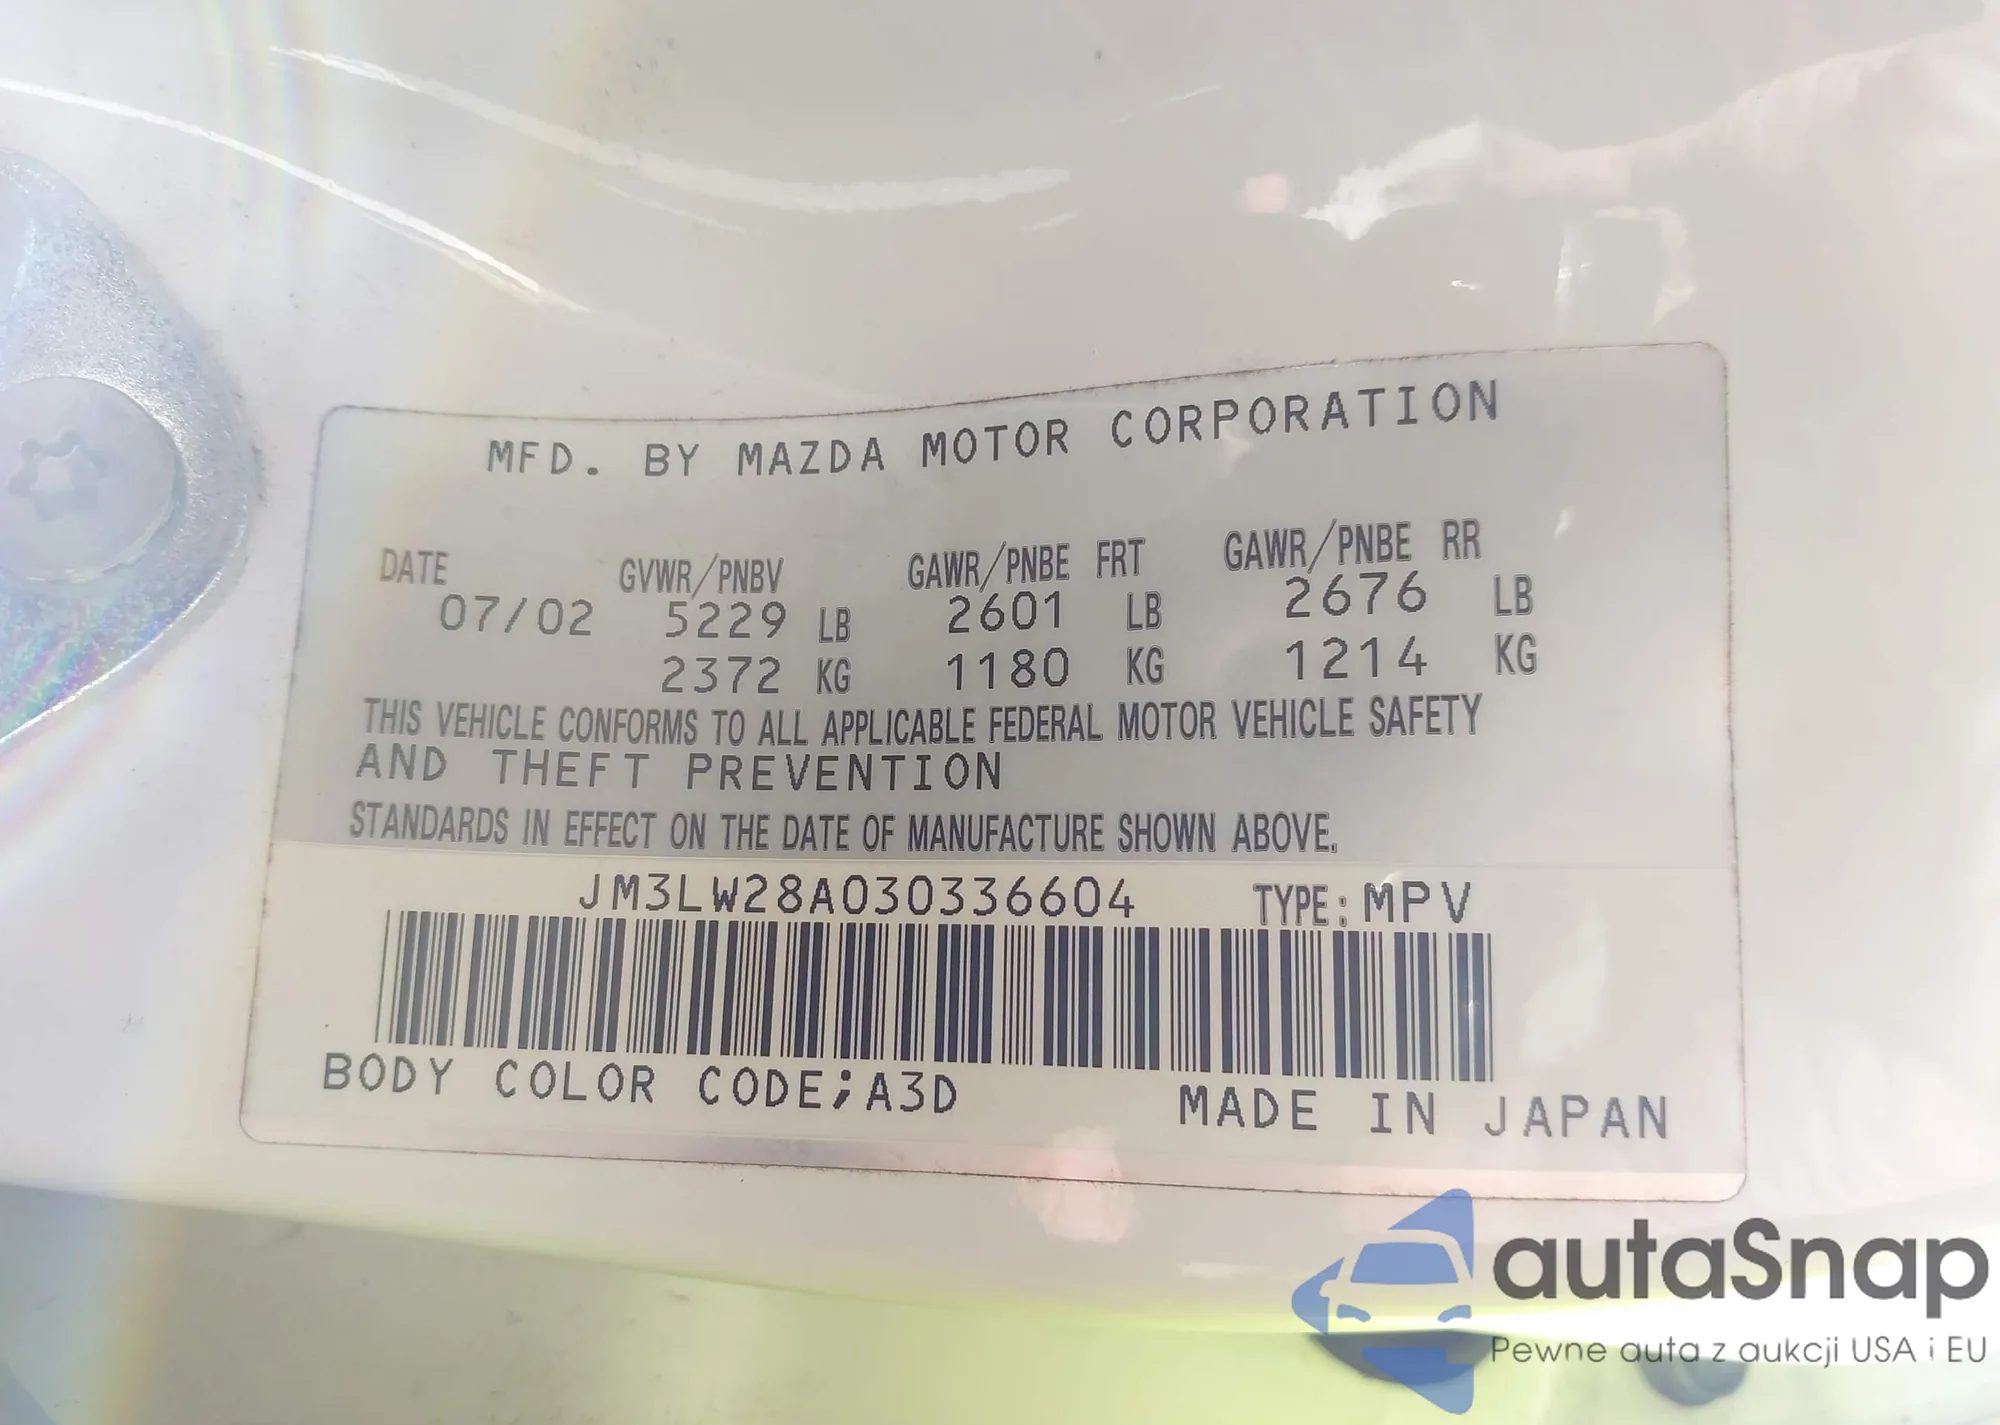 MFD. BY MAZDA MOTOR CORPORATION
DATE GVWR/PNBV GAWR/PNBE FRT GAWR/PNBE RR
07/02 5229 LB 2601 LB 2676 LB
2372 KG 1180 KG 1214 KG
THIS VEHICLE CONFORMS TO ALL APPLICABLE FEDERAL MOTOR VEHICLE SAFETY
AND THEFT PREVENTION
STANDARDS IN EFFECT ON THE DATE OF MANUFACTURE SHOWN ABOVE.
JM3LW28A030336604 TYPE: MPV
BODY COLOR CODE;A3D MADE IN JAPAN
autaSnap
Pewne auta z aukcji USA i EU